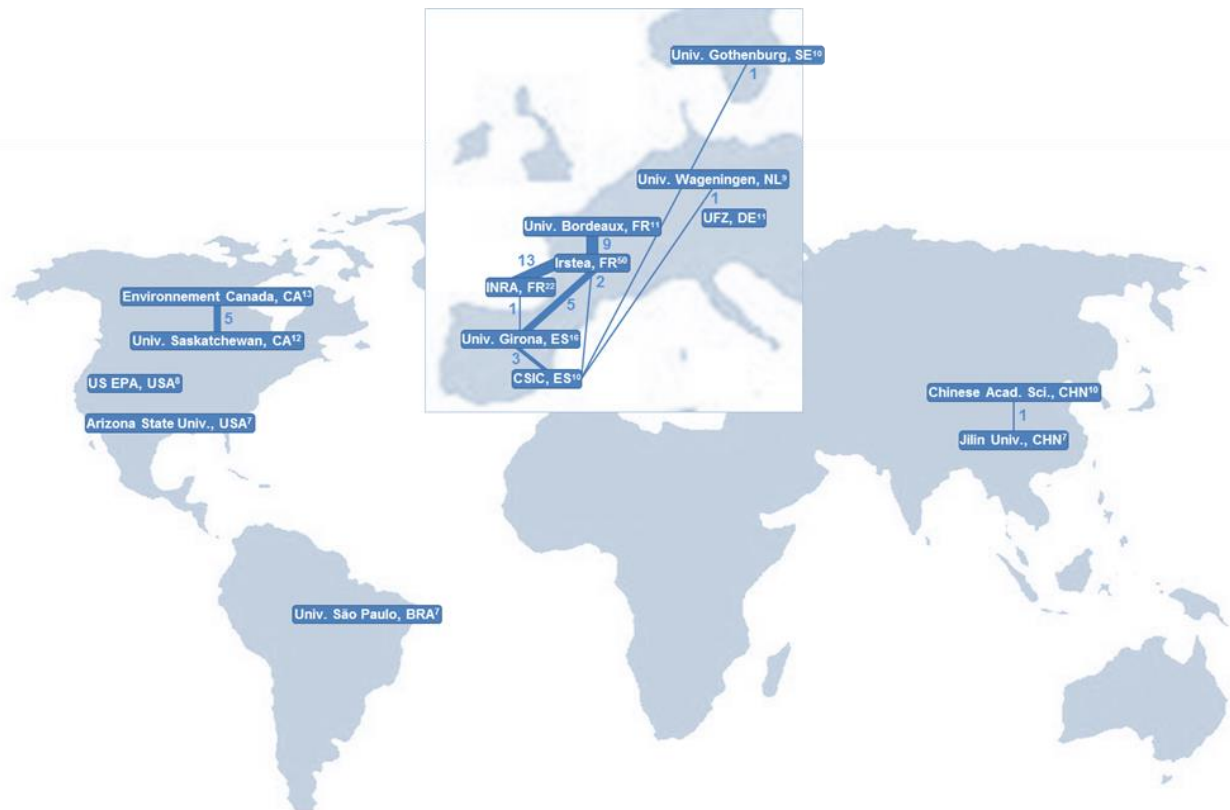 Univ. Gothenburg, SE¹⁰
1
Univ. Wageningen, NL⁹
1
UFZ, DE¹¹
Univ. Bordeaux, FR¹¹
9
13
Irstea, FR⁵⁰
2
INRA, FR²²
1
5
Univ. Girona, ES¹⁶
3
CSIC, ES¹⁰
Environnement Canada, CA¹³
5
Univ. Saskatchewan, CA¹²
US EPA, USA⁸
Arizona State Univ., USA⁷
Chinese Acad. Sci., CHN¹⁰
1
Jilin Univ., CHN⁷
Univ. São Paulo, BRA⁷